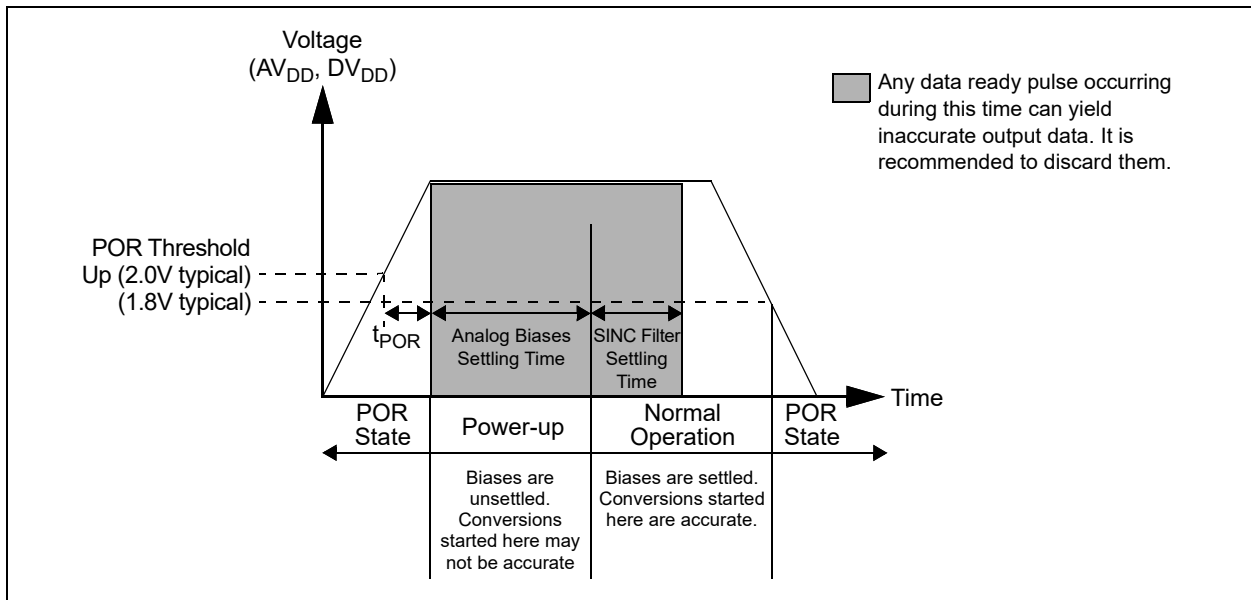 Voltage
(AVDD, DVDD)
Any data ready pulse occurring
during this time can yield
inaccurate output data. It is
recommended to discard them.
POR Threshold
Up (2.0V typical)
(1.8V typical)
tPOR
Analog Biases
Settling Time
SINC Filter
Settling
Time
Time
POR
State
Power-up
Normal
Operation
POR
State
Biases are
unsettled.
Conversions
started here may
not be accurate
Biases are settled.
Conversions started
here are accurate.